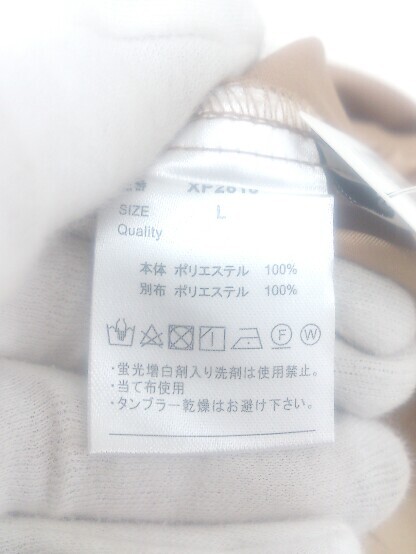 SIZE L
Quality
本体 ポリエステル 100%
別布 ポリエステル 100%
F W
・蛍光増白剤入り洗剤は使用禁止。
・当て布使用
・タンブラー乾燥はお避け下さい。